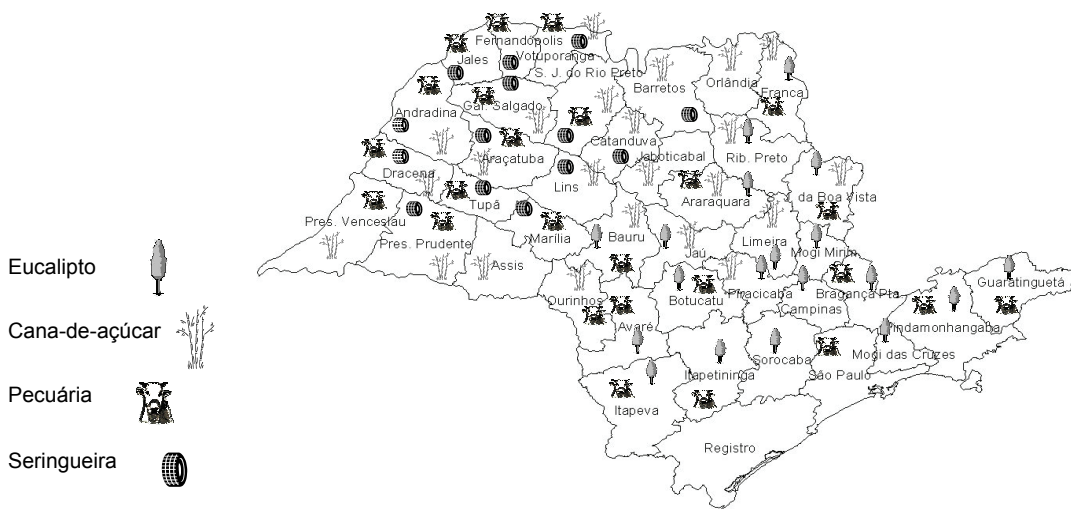 Eucalipto
Cana-de-açúcar
Pecuária
Seringueira
Fernandópolis
Votuporanga
Jales
S. J. do Rio Preto
Orlândia
Barretos
Franca
Gal. Salgado
Andradina
Catanduva
Jaboticabal
Rib. Preto
Araçatuba
Dracena
Lins
Tupã
Araraquara
S. J. da Boa Vista
Pres. Venceslau
Pres. Prudente
Marília
Bauru
Jaú
Limeira
Mogi Mirim
Assis
Guaratinguetá
Ourinhos
Botucatu
Piracicaba
Bragança Pta
Campinas
Avaré
Pindamonhangaba
Sorocaba
Mogi das Cruzes
Itapetininga
São Paulo
Itapeva
Registro